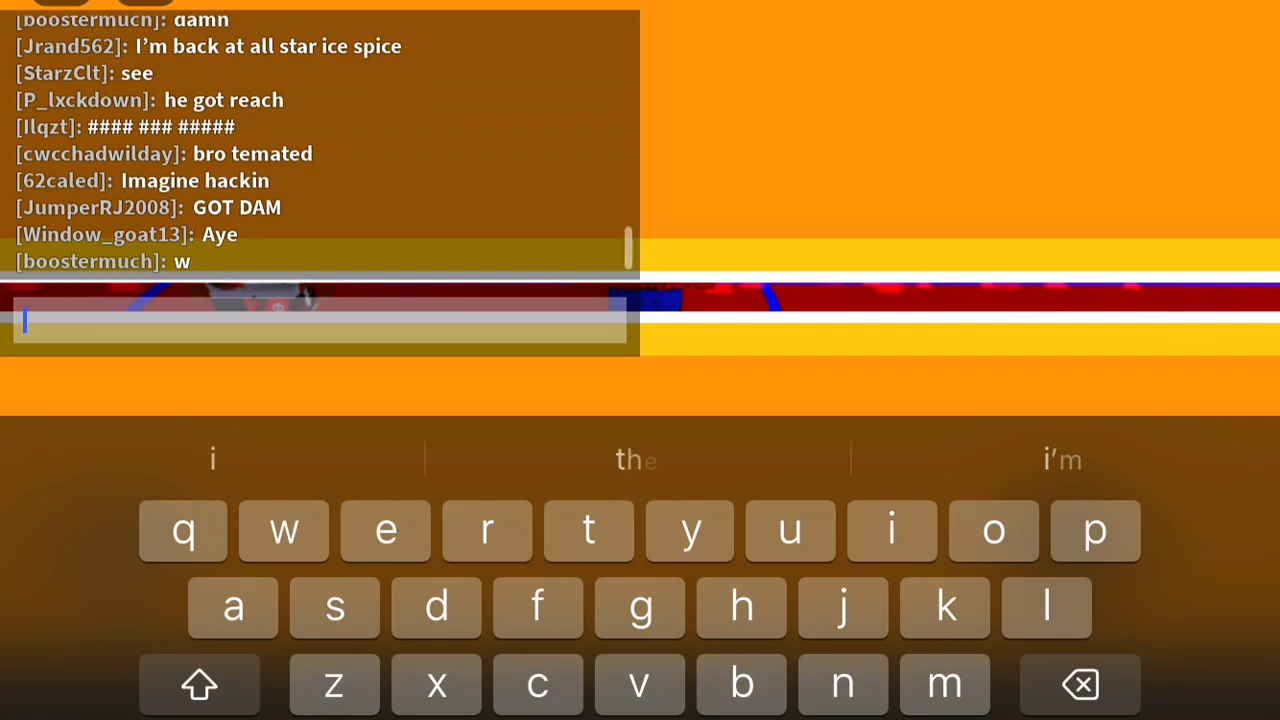 [boostermuch]: damn
[Jrand562]: I’m back at all star ice spice
[StarzClt]: see
[P_lxckdown]: he got reach
[Ilqzt]: #### ### #####
[cwcchadwilday]: bro temated
[62caled]: Imagine hackin
[JumperRJ2008]: GOT DAM
[Window_goat13]: Aye
[boostermuch]: w
i the i’m
q w e r t y u i o p
a s d f g h j k l
z x c v b n m